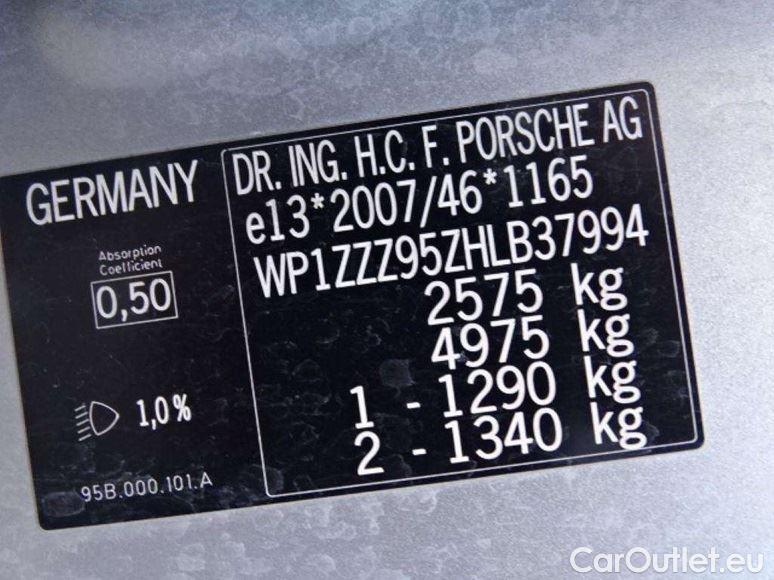 GERMANY
Absorption
Coefficient
0,50
1,0%
95B.000.101.A
DR. ING. H.C. F. PORSCHE AG
e13*2007/46*1165
WP1ZZZ95ZHLB37994
2575 kg
4975 kg
1 - 1290 kg
2 - 1340 kg
CarOutlet.eu